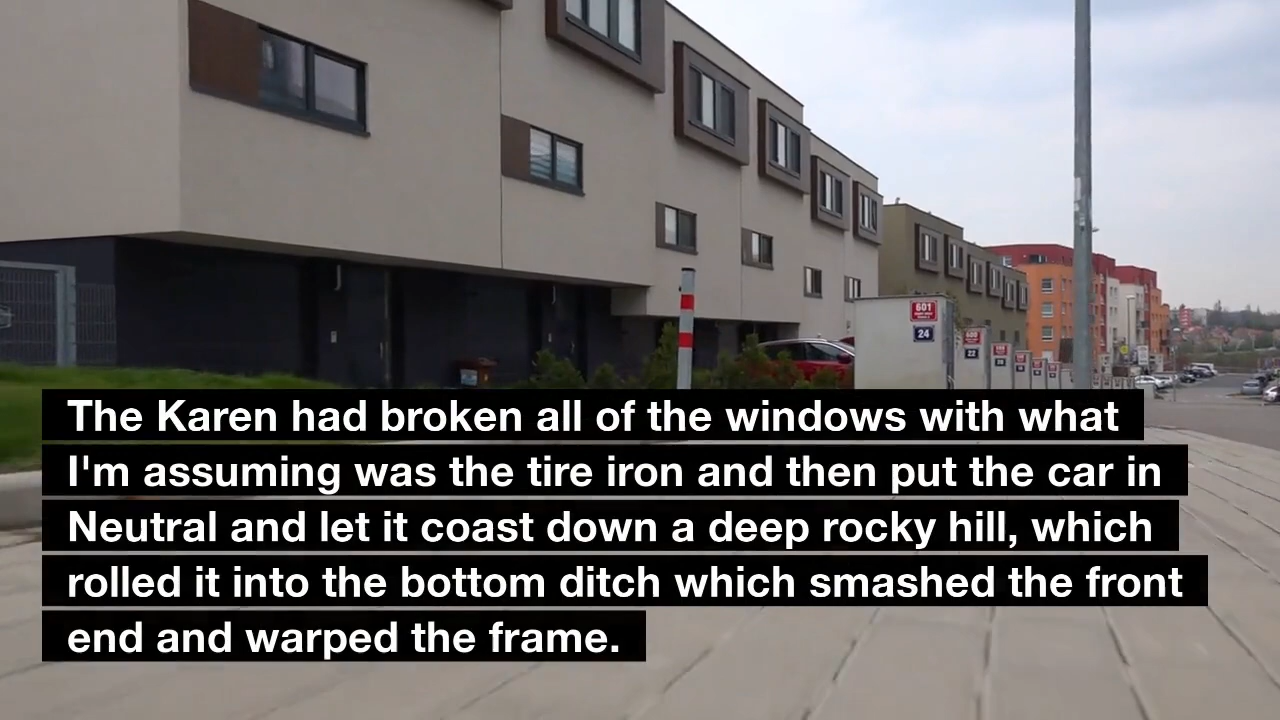 601
24
22
The Karen had broken all of the windows with what
I'm assuming was the tire iron and then put the car in
Neutral and let it coast down a deep rocky hill, which
rolled it into the bottom ditch which smashed the front
end and warped the frame.